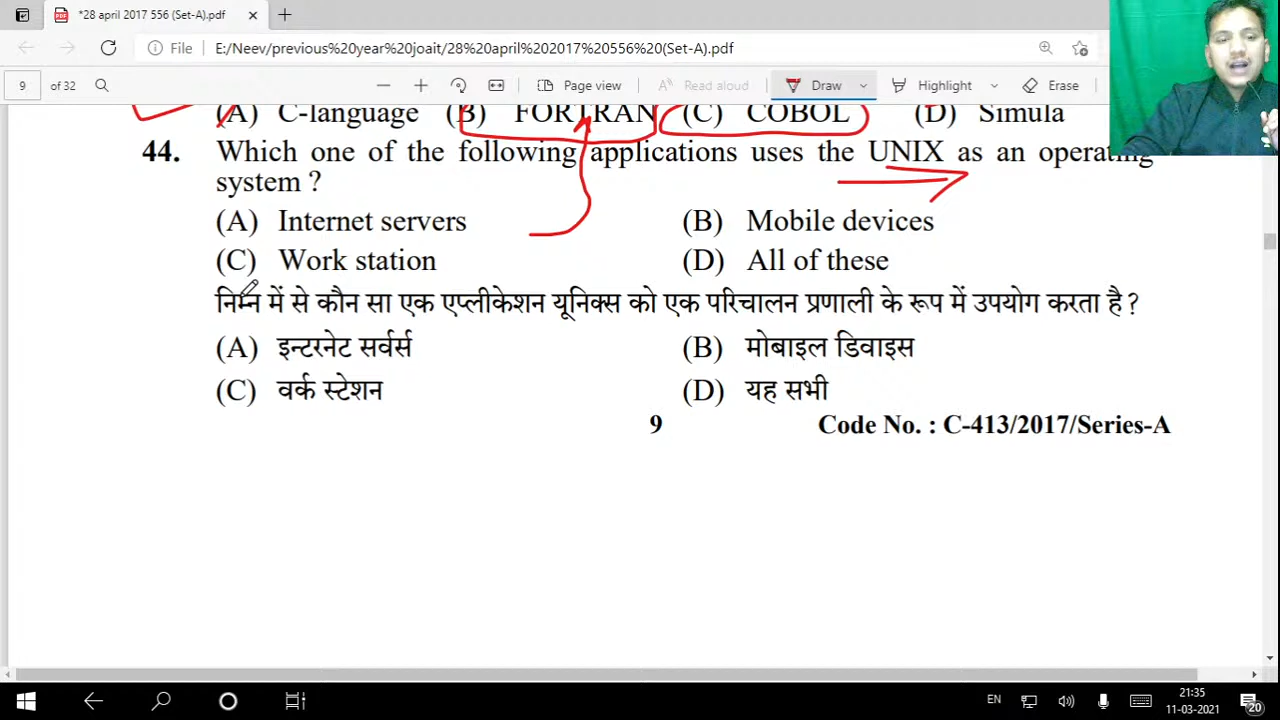 *28 april 2017 556 (Set-A).pdf
File E:/Neev/previous%20year%20joait/28%20april%202017%20556%20(Set-A).pdf
9 of 32 Page view Read aloud Draw Highlight Erase
(A) C-language (B) FORTRAN (C) COBOL (D) Simula
44. Which one of the following applications uses the UNIX as an operating
system ?
(A) Internet servers (B) Mobile devices
(C) Work station (D) All of these
निम्न में से कौन सा एक एप्लीकेशन यूनिक्स को एक परिचालन प्रणाली के रूप में उपयोग करता है ?
(A) इन्टरनेट सर्वर्स (B) मोबाइल डिवाइस
(C) वर्क स्टेशन (D) यह सभी
9 Code No. : C-413/2017/Series-A
EN 21:35
11-03-2021 20